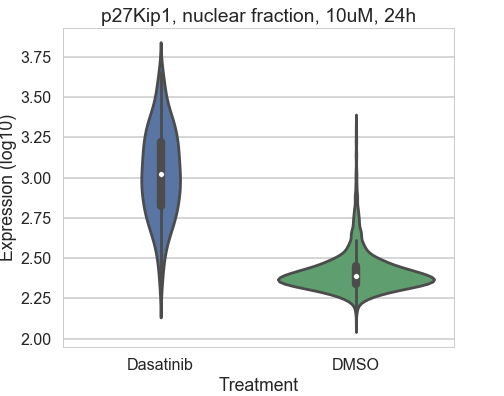 p27Kip1, nuclear fraction, 10uM, 24h
Expression (log10)
3.75
3.50
3.25
3.00
2.75
2.50
2.25
2.00
Dasatinib
DMSO
Treatment